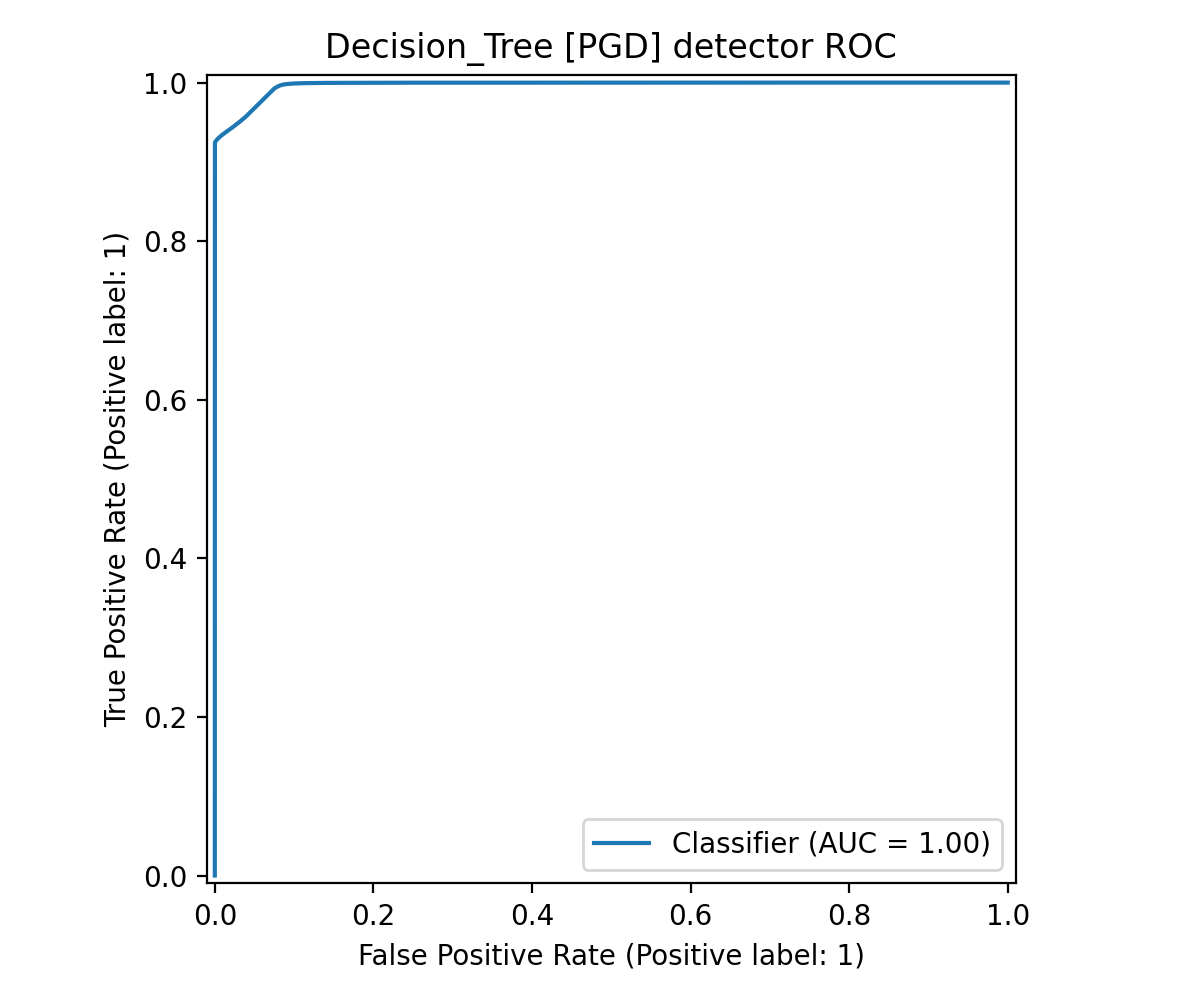 Decision_Tree [PGD] detector ROC
True Positive Rate (Positive label: 1)
1.0
0.8
0.6
0.4
0.2
0.0
Classifier (AUC = 1.00)
0.0 0.2 0.4 0.6 0.8 1.0
False Positive Rate (Positive label: 1)